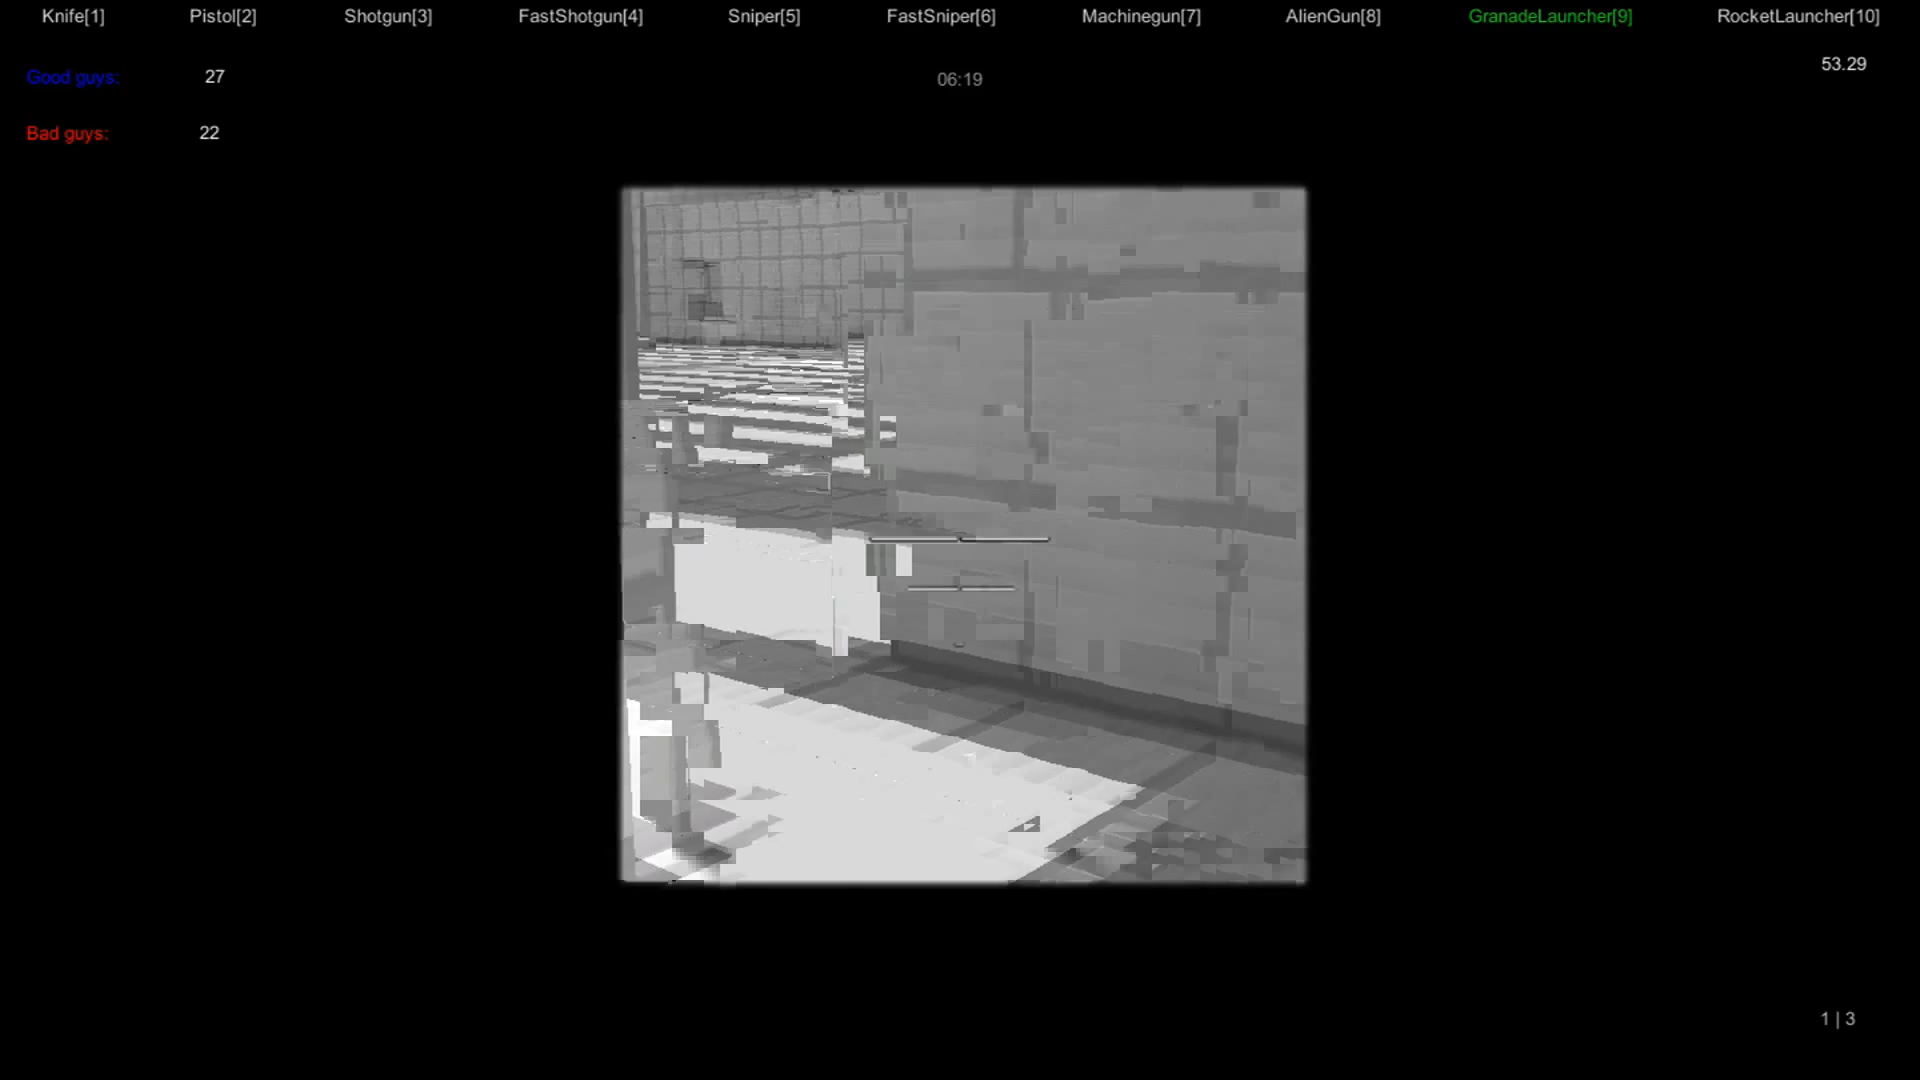 Knife[1] Pistol[2] Shotgun[3] FastShotgun[4] Sniper[5] FastSniper[6] Machinegun[7] AlienGun[8] GranadeLauncher[9] RocketLauncher[10]
Good guys: 27 06:19 53.29
Bad guys: 22
1 | 3